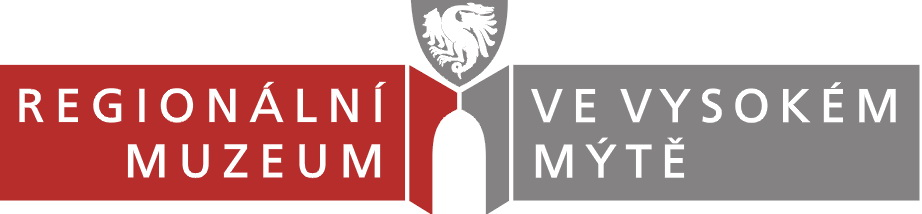 REGIONÁLNÍ
MUZEUM
VE VYSOKÉM
MÝTĚ